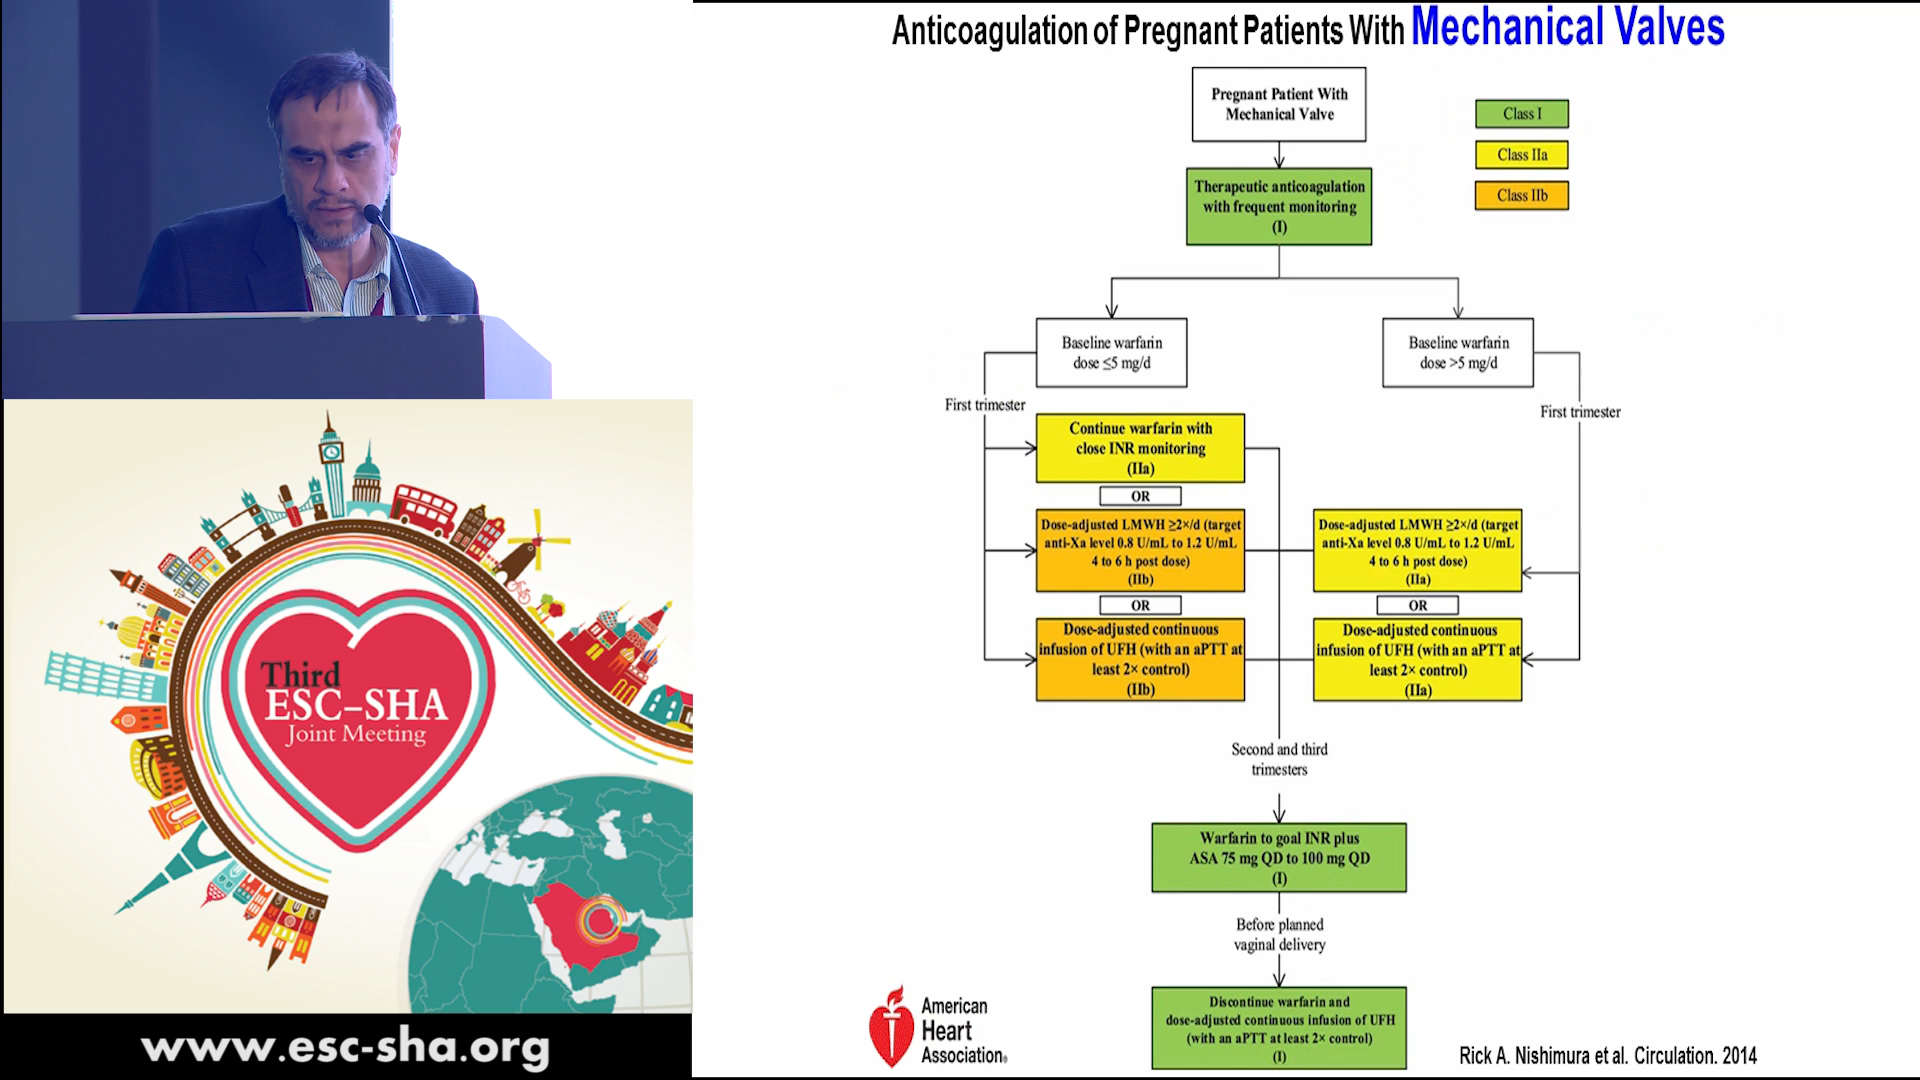 Anticoagulation of Pregnant Patients With Mechanical Valves
Pregnant Patient With
Mechanical Valve
Class I
Class IIa
Class IIb
Therapeutic anticoagulation
with frequent monitoring
(I)
Baseline warfarin
dose ≤5 mg/d
Baseline warfarin
dose >5 mg/d
First trimester
First trimester
Continue warfarin with
close INR monitoring
(IIa)
OR
Dose-adjusted LMWH ≥2×/d (target
anti-Xa level 0.8 U/mL to 1.2 U/mL
4 to 6 h post dose)
(IIb)
OR
Dose-adjusted continuous
infusion of UFH (with an aPTT at
least 2× control)
(IIb)
Dose-adjusted LMWH ≥2×/d (target
anti-Xa level 0.8 U/mL to 1.2 U/mL
4 to 6 h post dose)
(IIa)
OR
Dose-adjusted continuous
infusion of UFH (with an aPTT at
least 2× control)
(IIa)
Second and third
trimesters
Warfarin to goal INR plus
ASA 75 mg QD to 100 mg QD
(I)
Before planned
vaginal delivery
Discontinue warfarin and
dose-adjusted continuous infusion of UFH
(with an aPTT at least 2× control)
(I)
American
Heart
Association®
Rick A. Nishimura et al. Circulation. 2014
Third
ESC-SHA
Joint Meeting
www.esc-sha.org